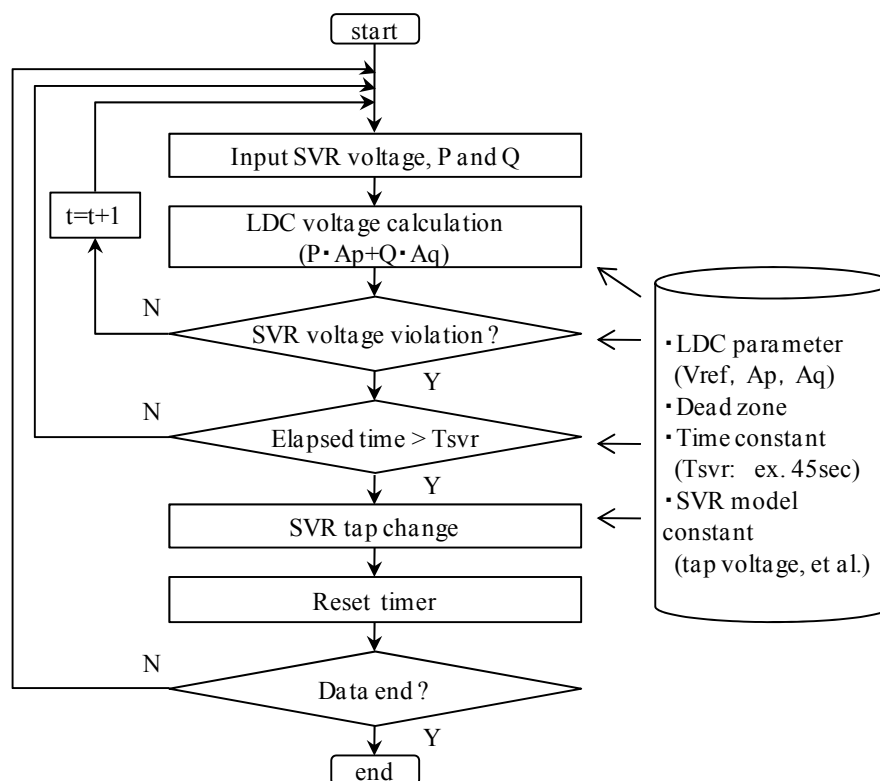 start
Input SVR voltage, P and Q
t=t+1
LDC voltage calculation
(P・Ap+Q・Aq)
N
SVR voltage violation ?
Y
N
Elapsed time > Tsvr
Y
SVR tap change
Reset timer
N
Data end ?
Y
end
・LDC parameter
(Vref, Ap, Aq)
・Dead zone
・Time constant
(Tsvr: ex. 45sec)
・SVR model
constant
(tap voltage, et al.)